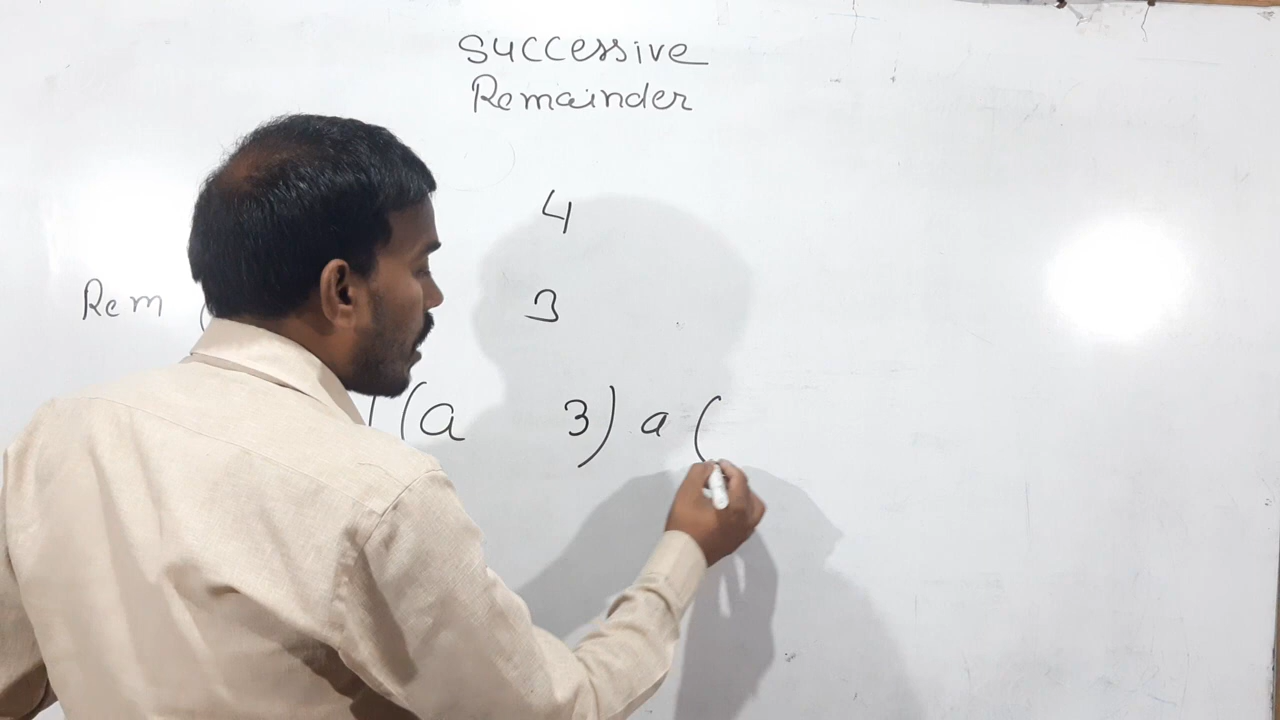 Successive
Remainder
4
Rem ( 3
(a 3) a (